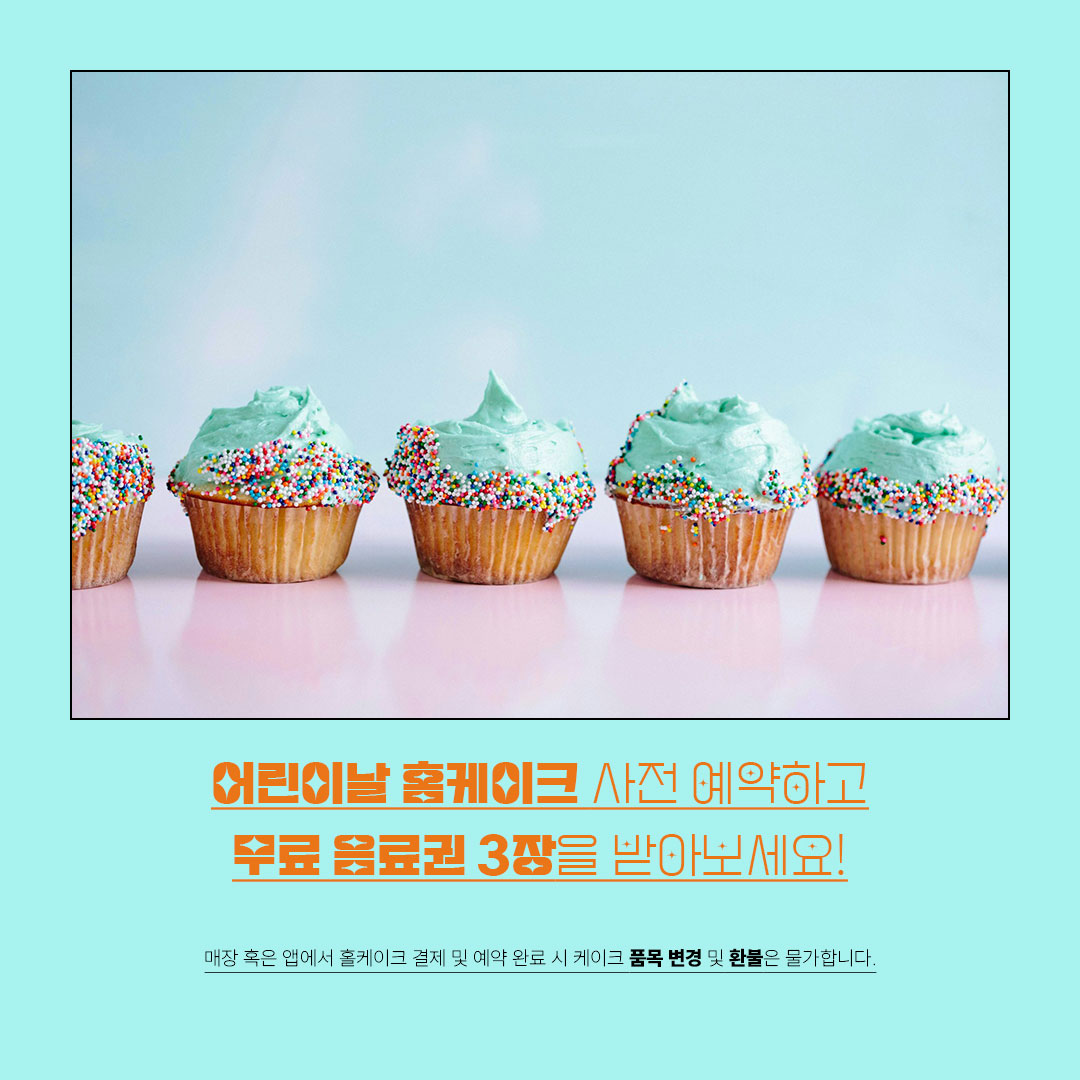 어린이날 홈케이크 사전 예약하고
무료 음료권 3장을 받아보세요!
매장 혹은 앱에서 홀케이크 결제 및 예약 완료 시 케이크 품목 변경 및 환불은 물가합니다.